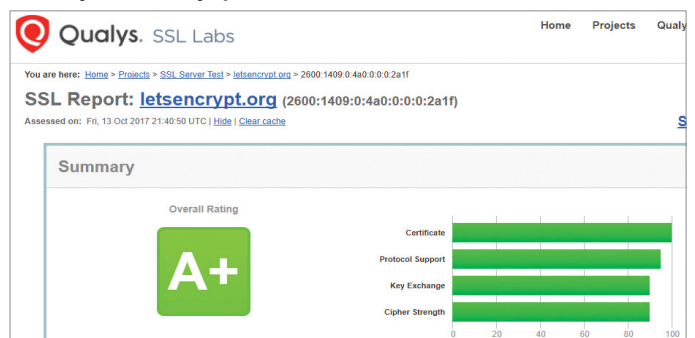 Qualys. SSL Labs
Home Projects Qualy
You are here: Home > Projects > SSL Server Test > letsencrypt.org > 2600:1409:0:4a0:0:0:0:2a1f
SSL Report: letsencrypt.org (2600:1409:0:4a0:0:0:0:2a1f)
Assessed on: Fri, 13 Oct 2017 21:40:50 UTC | Hide | Clear cache
S
Summary
Overall Rating
A+
Certificate
Protocol Support
Key Exchange
Cipher Strength
0 20 40 60 80 100